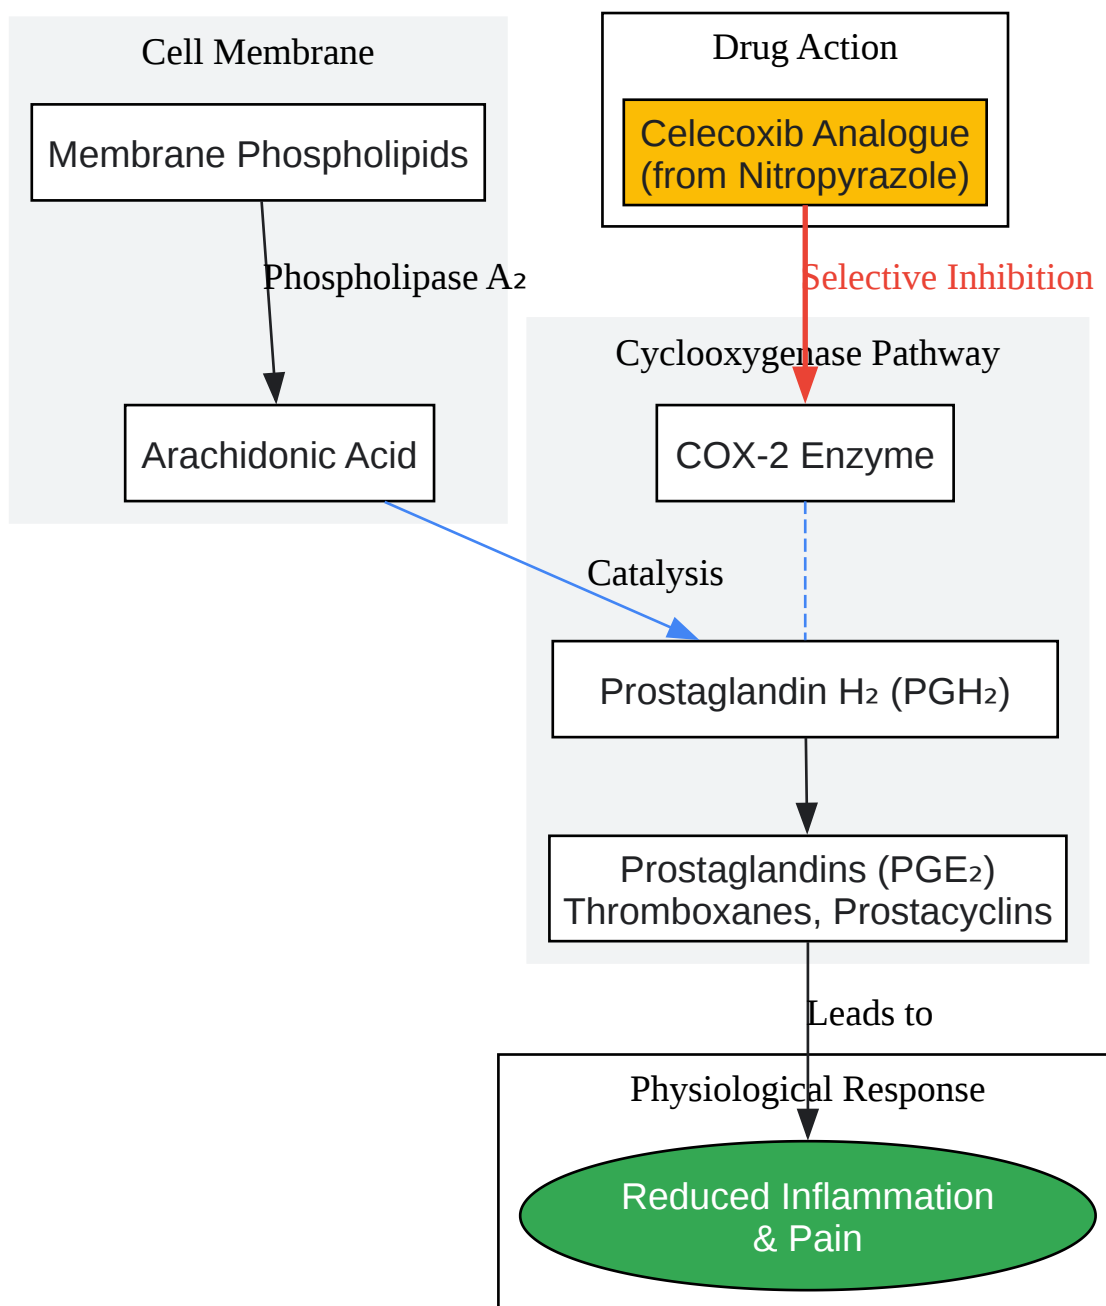 Cell Membrane
Membrane Phospholipids
Phospholipase A₂
Arachidonic Acid
Drug Action
Celecoxib Analogue
(from Nitropyrazole)
Selective Inhibition
Cyclooxygenase Pathway
COX-2 Enzyme
Catalysis
Prostaglandin H₂ (PGH₂)
Prostaglandins (PGE₂)
Thromboxanes, Prostacyclins
Leads to
Physiological Response
Reduced Inflammation
& Pain